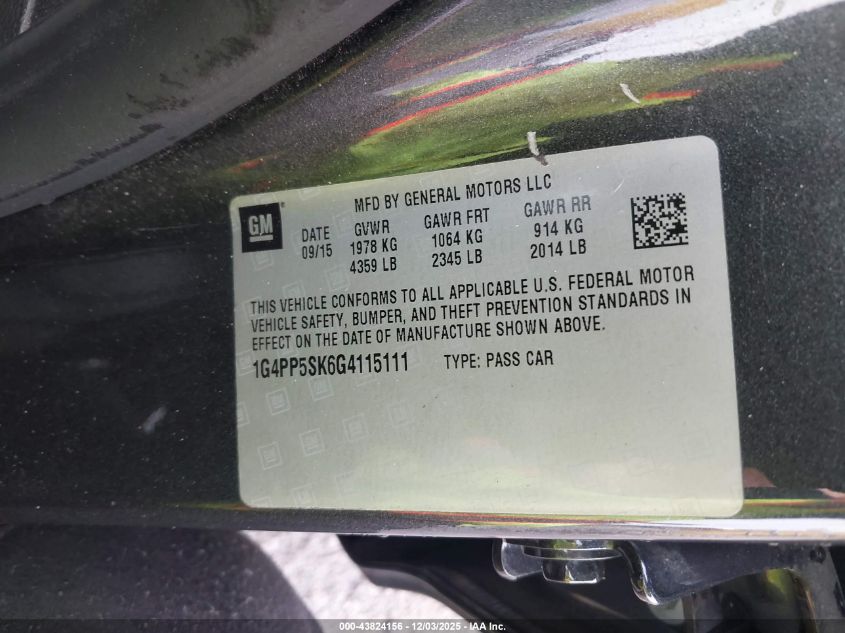 MFD BY GENERAL MOTORS LLC
GM
DATE GVWR GAWR FRT GAWR RR
09/15 1978 KG 1064 KG 914 KG
4359 LB 2345 LB 2014 LB
THIS VEHICLE CONFORMS TO ALL APPLICABLE U.S. FEDERAL MOTOR
VEHICLE SAFETY, BUMPER, AND THEFT PREVENTION STANDARDS IN
EFFECT ON THE DATE OF MANUFACTURE SHOWN ABOVE.
1G4PP5SK6G4115111 TYPE: PASS CAR
000-43824156 - 12/03/2025 - IAA Inc.